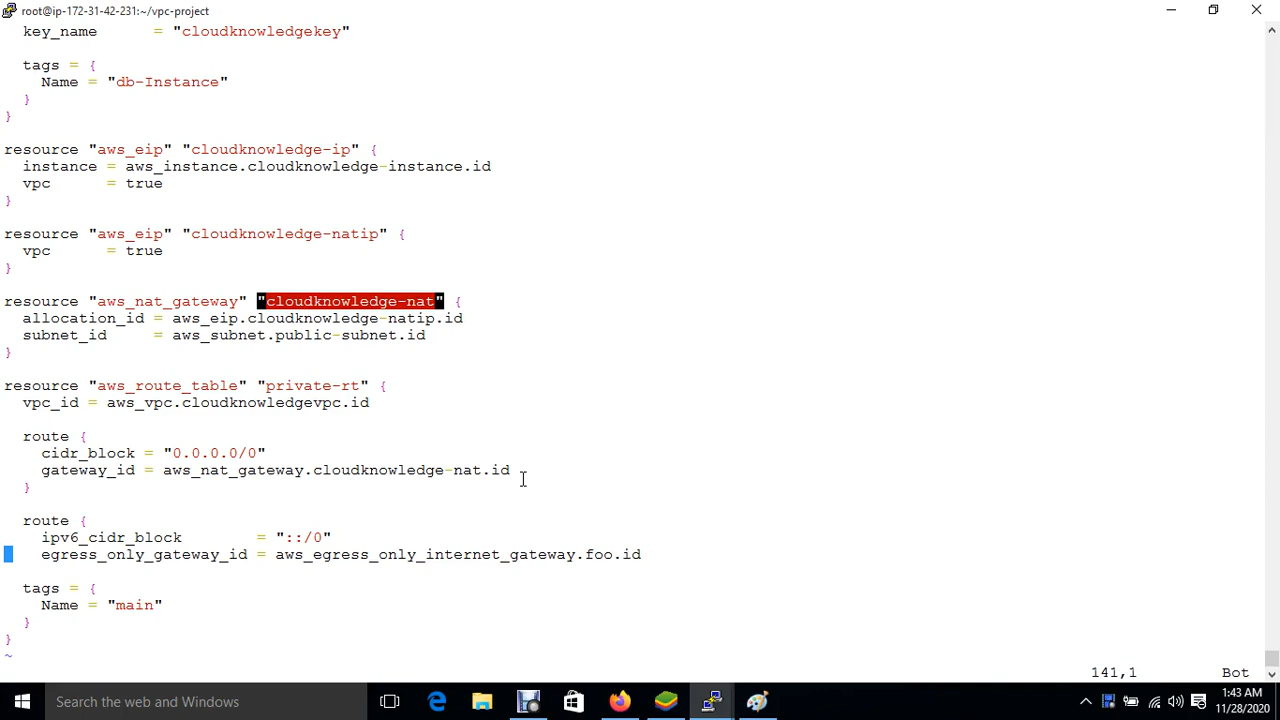 root@ip-172-31-42-231:~/vpc-project
key_name      = "cloudknowledgekey"
tags = {
Name = "db-Instance"
}
}
resource "aws_eip" "cloudknowledge-ip" {
instance = aws_instance.cloudknowledge-instance.id
vpc      = true
}
resource "aws_eip" "cloudknowledge-natip" {
vpc      = true
}
resource "aws_nat_gateway" "cloudknowledge-nat" {
allocation_id = aws_eip.cloudknowledge-natip.id
subnet_id     = aws_subnet.public-subnet.id
}
resource "aws_route_table" "private-rt" {
vpc_id = aws_vpc.cloudknowledgevpc.id
route {
cidr_block = "0.0.0.0/0"
gateway_id = aws_nat_gateway.cloudknowledge-nat.id
}
route {
ipv6_cidr_block        = "::/0"
egress_only_gateway_id = aws_egress_only_internet_gateway.foo.id
tags = {
Name = "main"
}
}
~
141,1 Bot
Search the web and Windows
1:43 AM
11/28/2020